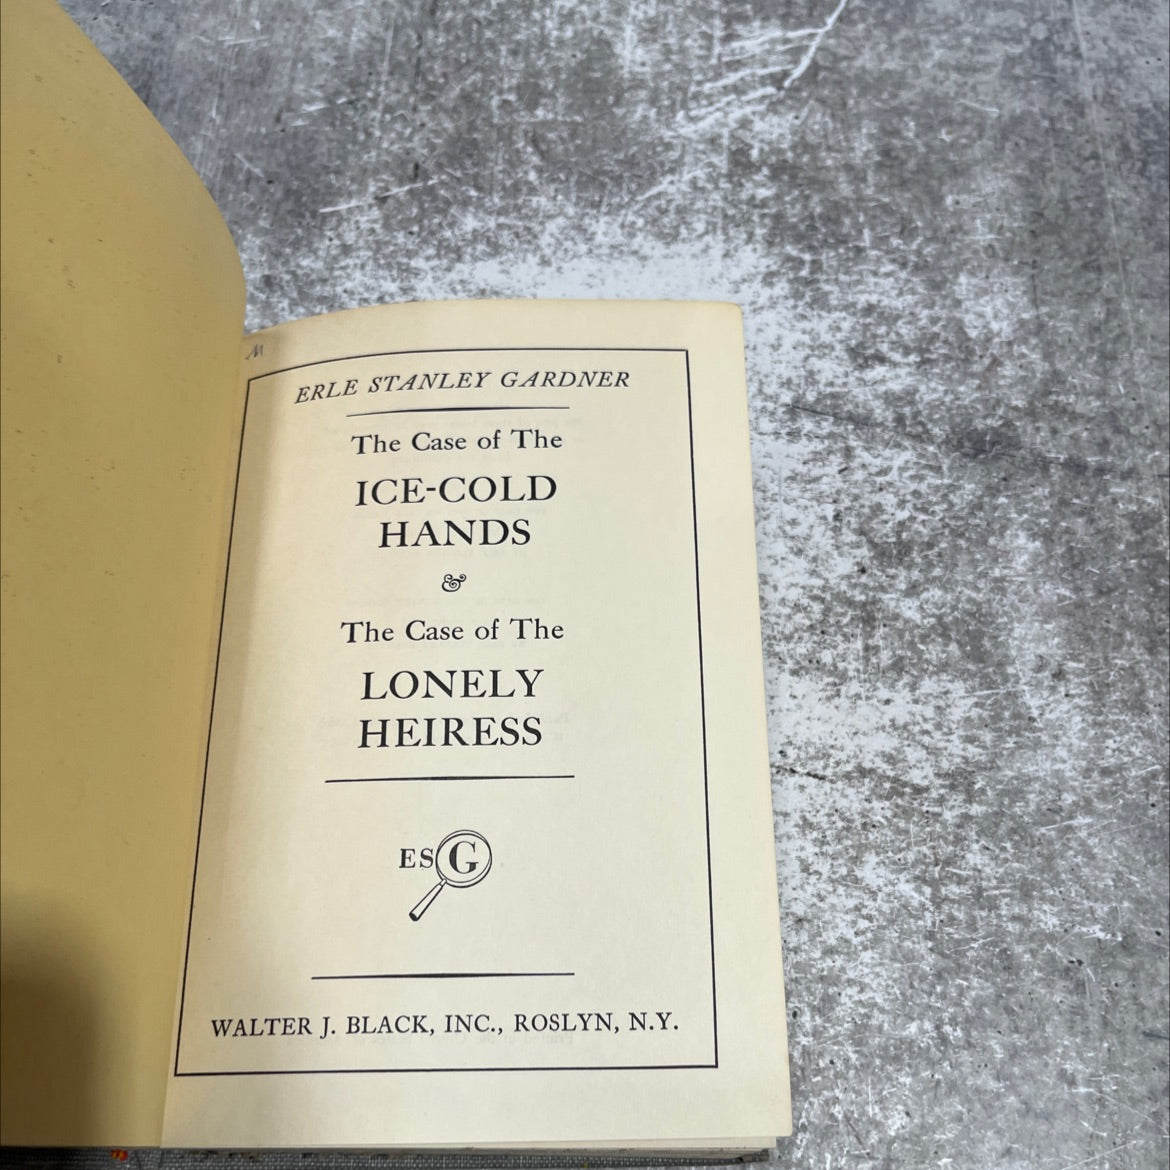 M
ERLE STANLEY GARDNER
The Case of The
ICE-COLD
HANDS
&
The Case of The
LONELY
HEIRESS
ESG
WALTER J. BLACK, INC., ROSLYN, N.Y.